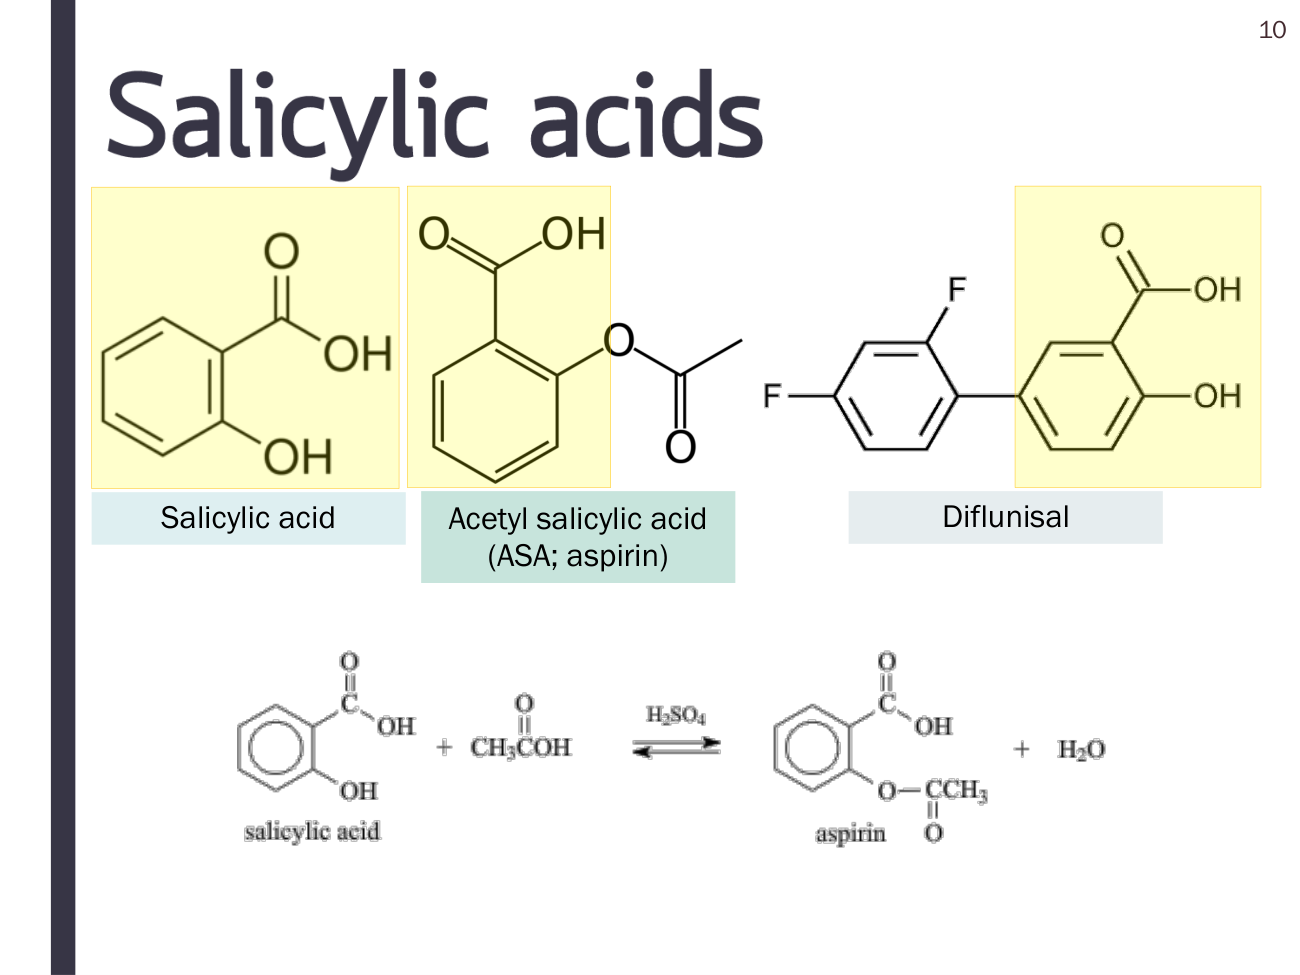 10
Salicylic acids
O
OH
OH
O OH
O
O
F
F
O
OH
OH
Salicylic acid
Acetyl salicylic acid
(ASA; aspirin)
Diflunisal
O
C
OH
OH
salicylic acid
+
O
CH₃COH
H₂SO₄
O
C
OH
O—CCH₃
O
aspirin
+ H₂O